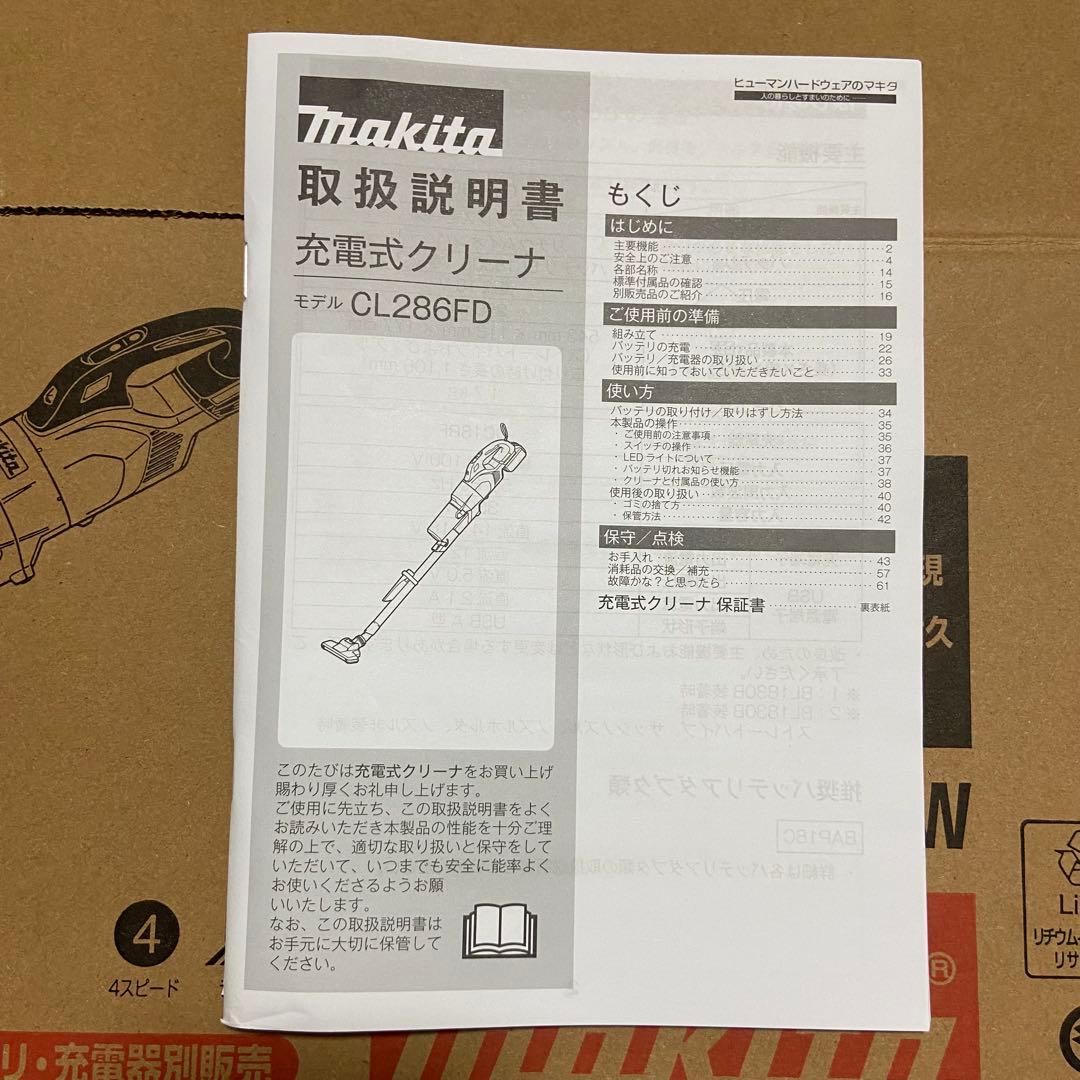 makita
取扱説明書
充電式クリーナ
モデル CL286FD
このたびは充電式クリーナをお買い上げ
賜わり厚くお礼申し上げます。
ご使用に先立ち、この取扱説明書をよく
お読みいただき本製品の性能を十分ご理
解の上で、適切な取り扱いと保守をして
いただいて、いつまでも安全に能率よく
お使いくださるようお願
いいたします。
なお、この取扱説明書は
お手元に大切に保管して
ください。
ヒューマンハードウェアのマキタ
人の暮らしとすまいのために
もくじ
はじめに
主要機能 2
安全上のご注意 4
各部名称 14
標準付属品の確認 15
別販売品のご紹介 16
ご使用前の準備
組み立て 19
バッテリの充電 22
バッテリ／充電器の取り扱い 26
使用前に知っておいていただきたいこと 33
使い方
バッテリの取り付け／取りはずし方法 34
本製品の操作 35
・ご使用前の注意事項 35
・スイッチの操作 36
・LEDライトについて 37
・バッテリ切れお知らせ機能 37
・クリーナと付属品の使い方 38
使用後の取り扱い 40
・ゴミの捨て方 40
・保管方法 42
保守／点検
お手入れ 43
消耗品の交換／補充 57
故障かな？と思ったら 61
充電式クリーナ 保証書 裏表紙
makita
4
4スピード
リ・充電器別販売
久
W
Li
リチウム
リサ
®